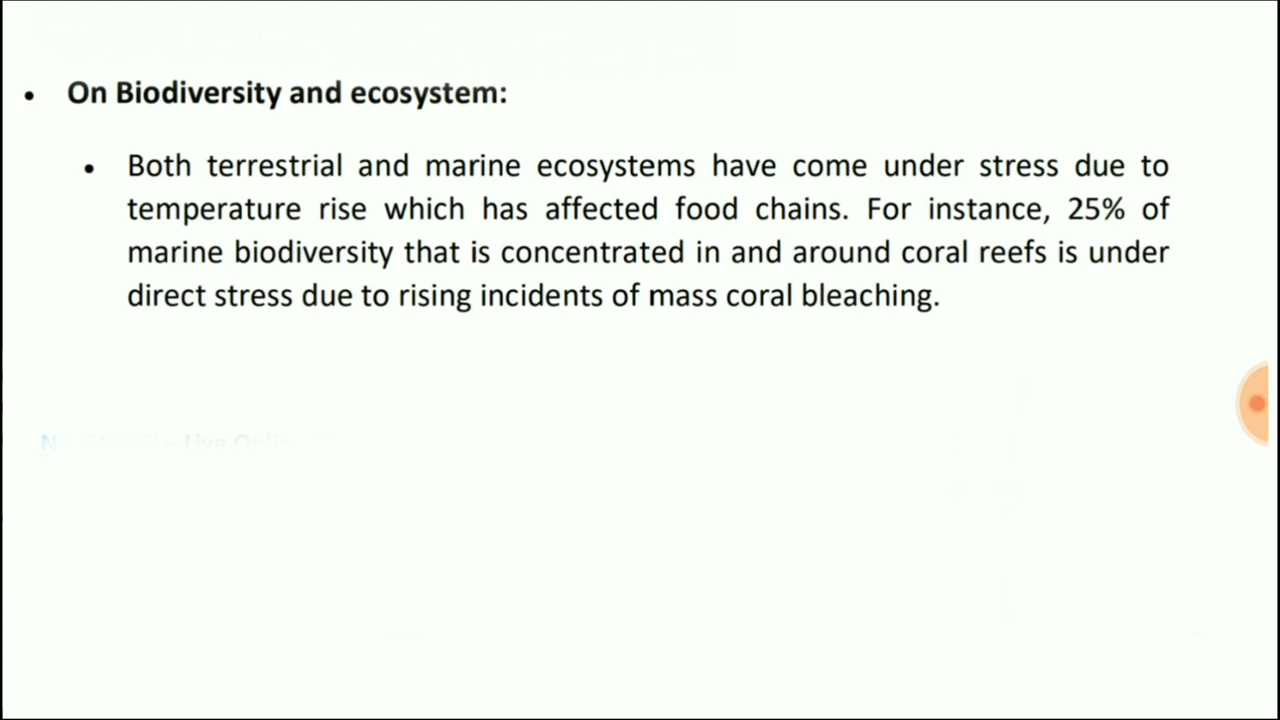 • On Biodiversity and ecosystem:
• Both terrestrial and marine ecosystems have come under stress due to
temperature rise which has affected food chains. For instance, 25% of
marine biodiversity that is concentrated in and around coral reefs is under
direct stress due to rising incidents of mass coral bleaching.
Live